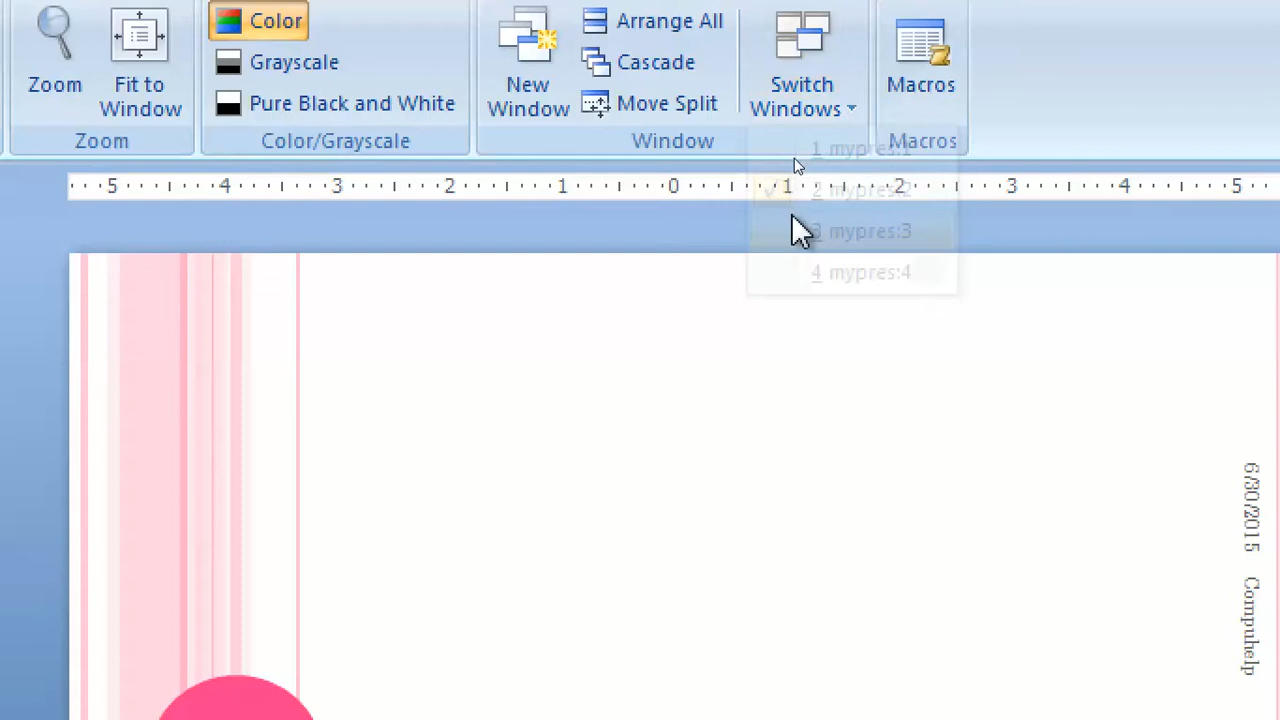 Zoom
Fit to
Window
Zoom
Color
Grayscale
Pure Black and White
Color/Grayscale
New
Window
Arrange All
Cascade
Move Split
Switch
Windows
Window
Macros
Macros
1 mypres:1
2 mypres:2
3 mypres:3
4 mypres:4
5 4 3 2 1 0 1 2 3 4 5
6/30/2015 Compuhelp